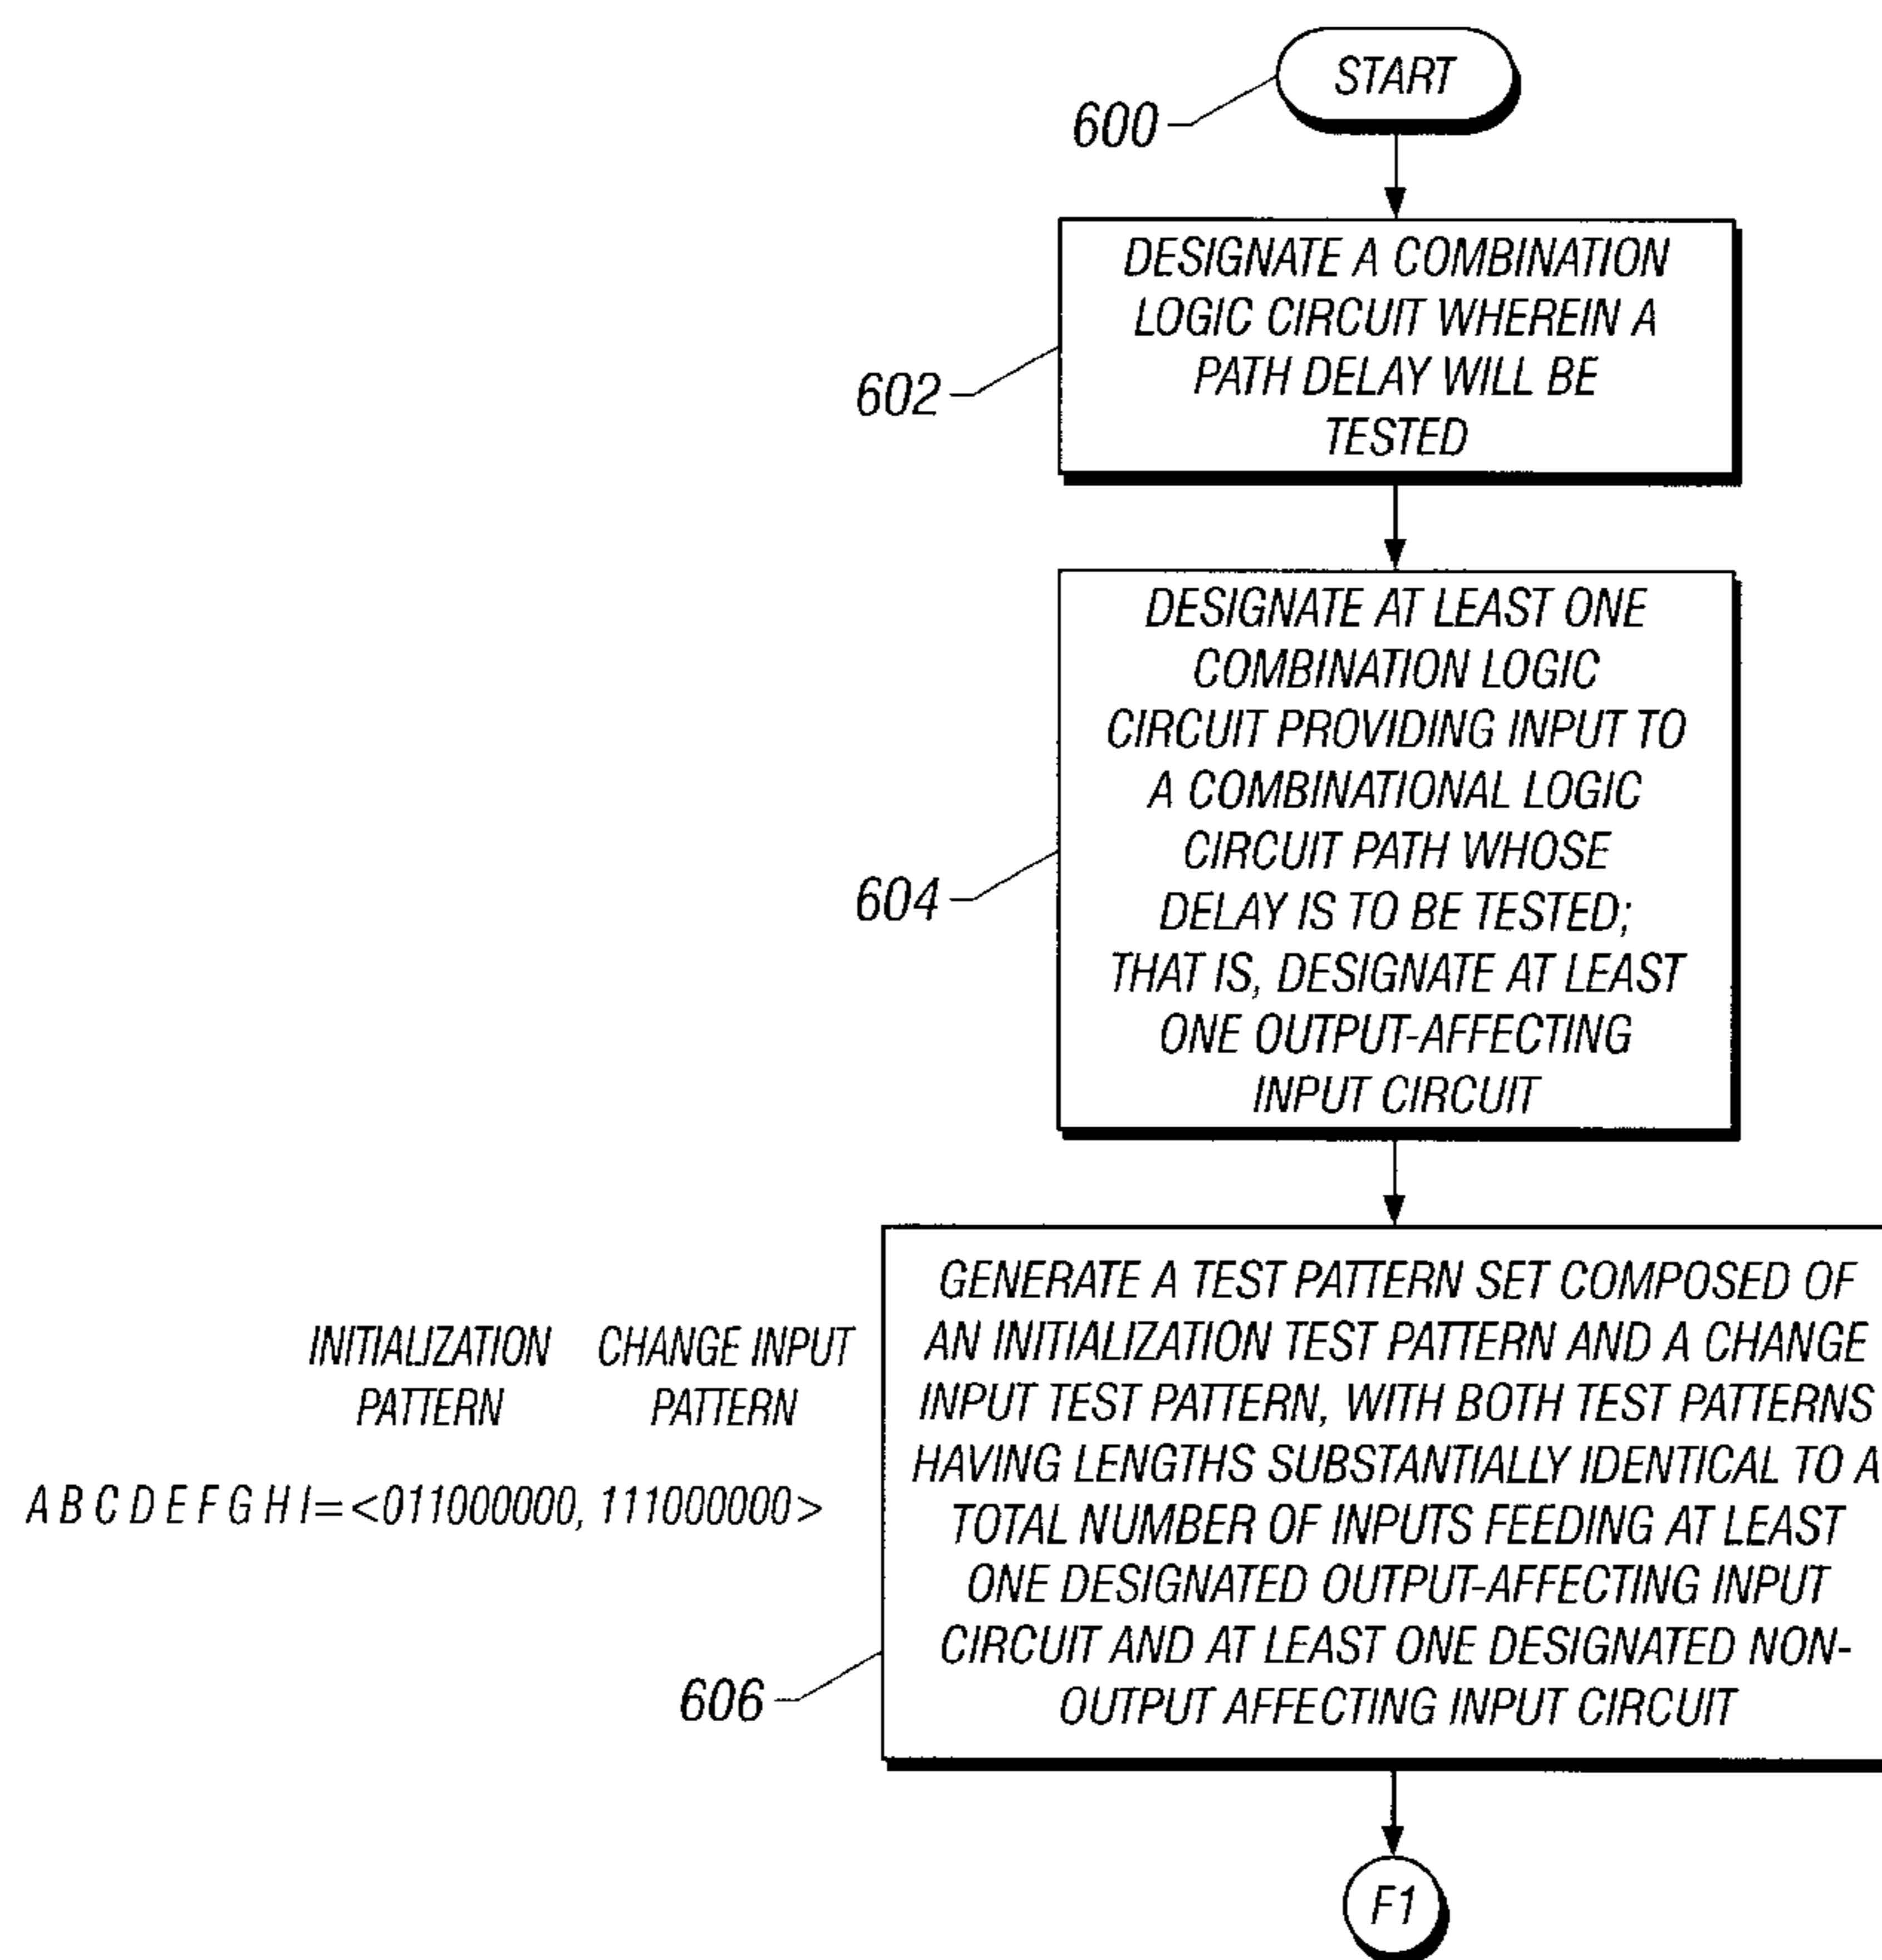 START
600
DESIGNATE A COMBINATION
LOGIC CIRCUIT WHEREIN A
PATH DELAY WILL BE
TESTED
602
DESIGNATE AT LEAST ONE
COMBINATION LOGIC
CIRCUIT PROVIDING INPUT TO
A COMBINATIONAL LOGIC
CIRCUIT PATH WHOSE
DELAY IS TO BE TESTED;
THAT IS, DESIGNATE AT LEAST
ONE OUTPUT-AFFECTING
INPUT CIRCUIT
604
INITIALIZATION
PATTERN
CHANGE INPUT
PATTERN
A B C D E F G H I=<011000000, 111000000>
GENERATE A TEST PATTERN SET COMPOSED OF
AN INITIALIZATION TEST PATTERN AND A CHANGE
INPUT TEST PATTERN, WITH BOTH TEST PATTERNS
HAVING LENGTHS SUBSTANTIALLY IDENTICAL TO A
TOTAL NUMBER OF INPUTS FEEDING AT LEAST
ONE DESIGNATED OUTPUT-AFFECTING INPUT
CIRCUIT AND AT LEAST ONE DESIGNATED NON-
OUTPUT AFFECTING INPUT CIRCUIT
606
F1